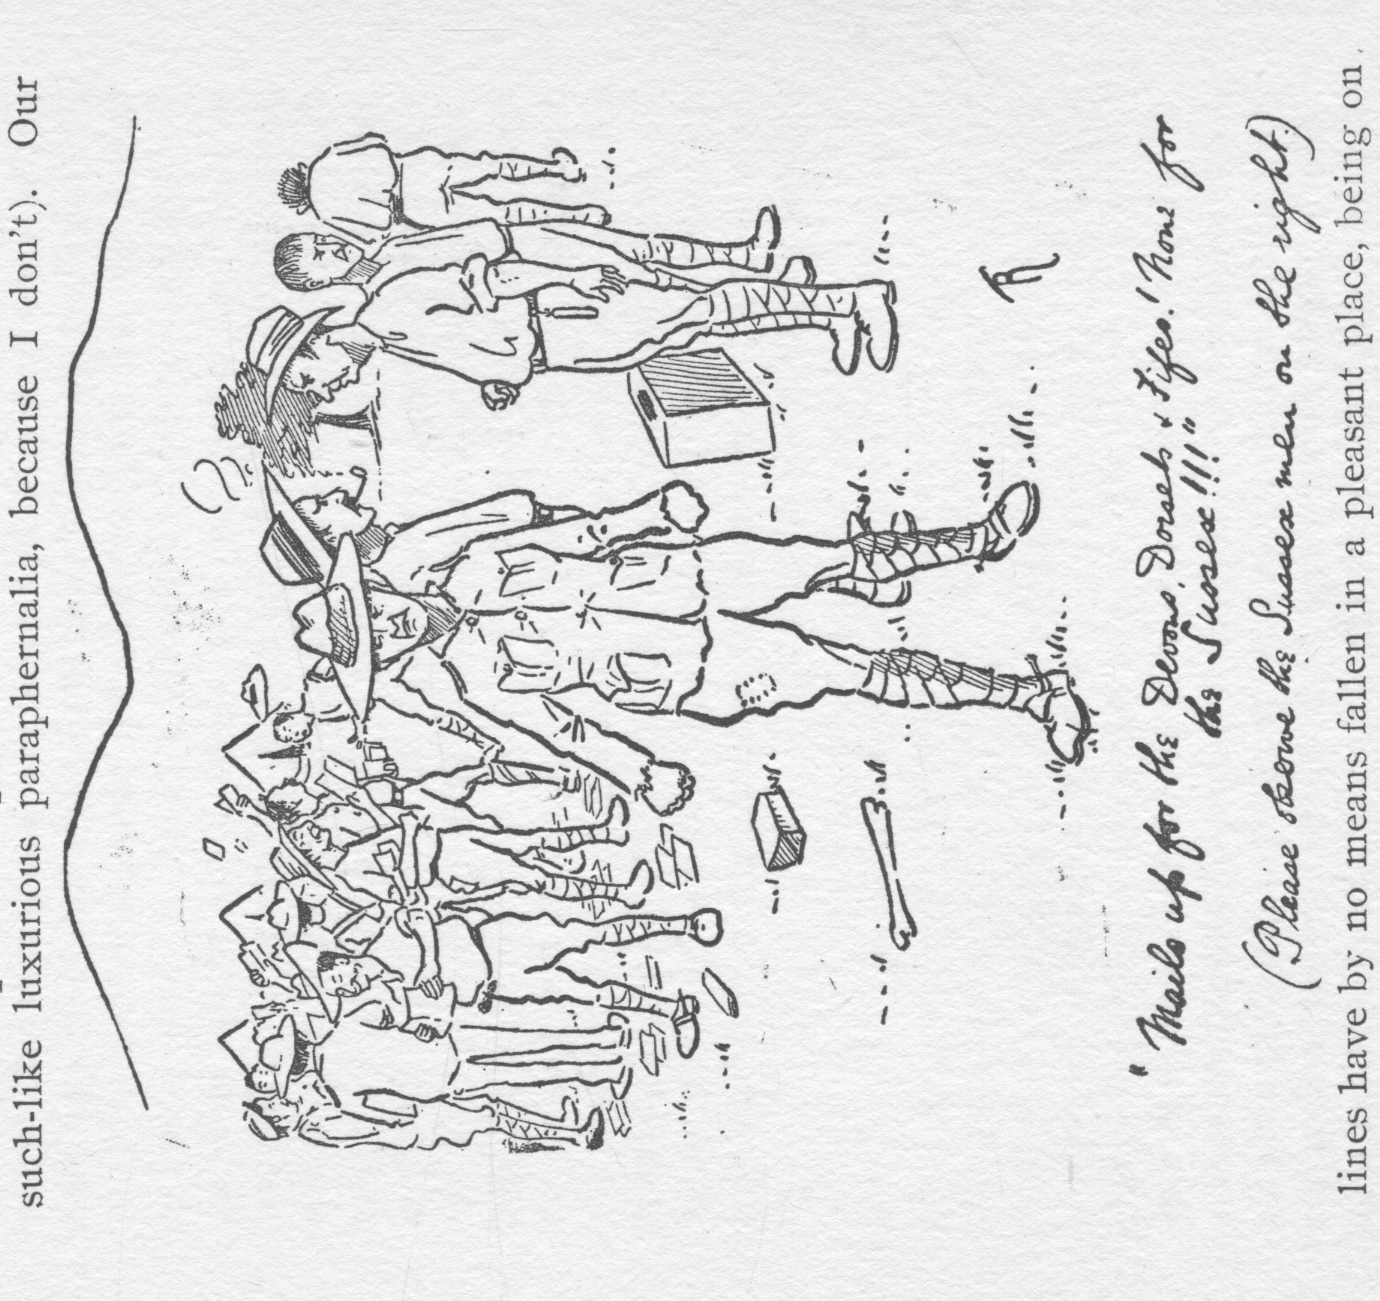 such-like luxurious paraphernalia, because I don't). Our
"Mails up for the Devons, Dorsets & Fifes! None for
the Sussex!!!"
(Please observe the Sussex men on the right.)
lines have by no means fallen in a pleasant place, being on